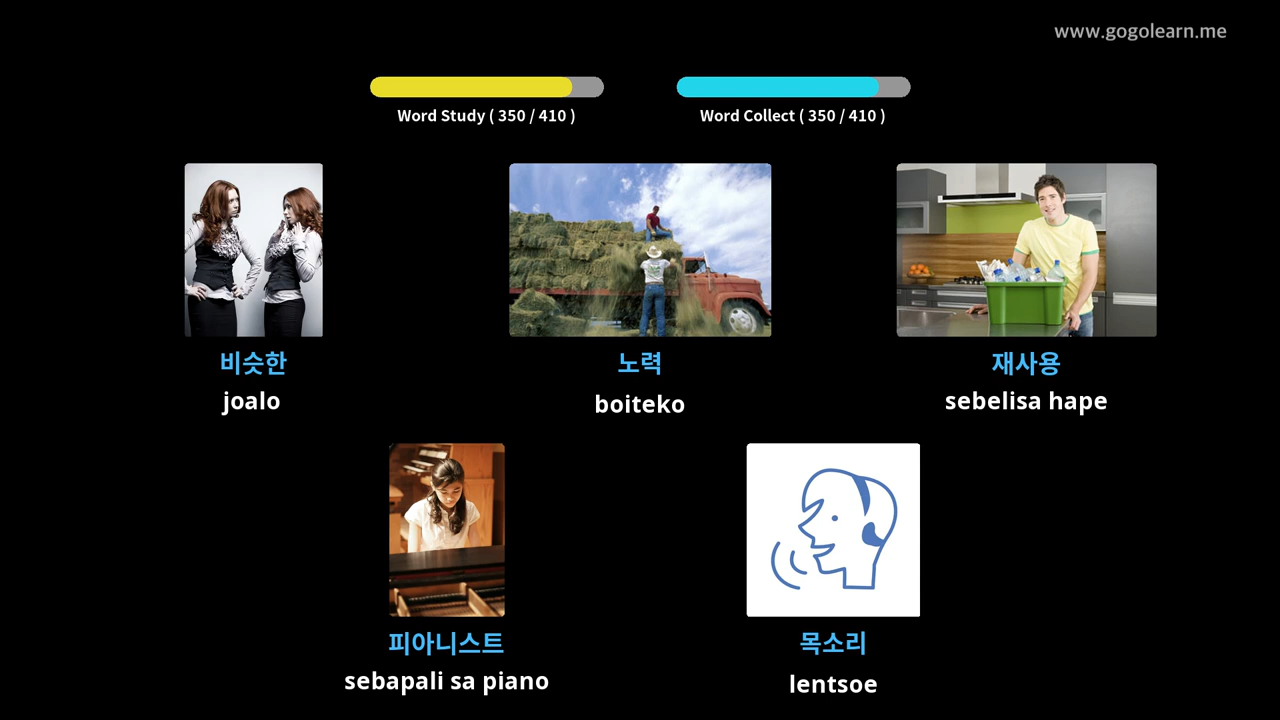 www.gogolearn.me
Word Study ( 350 / 410 )
Word Collect ( 350 / 410 )
비슷한
joalo
노력
boiteko
재사용
sebelisa hape
피아니스트
sebapali sa piano
목소리
lentsoe